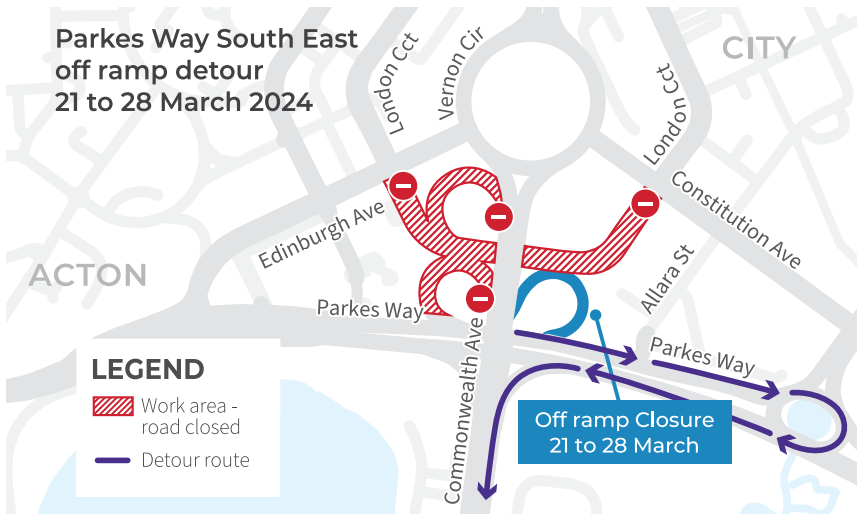 Parkes Way South East
off ramp detour
21 to 28 March 2024
London Cct
Vernon Cir
CITY
London Cct
Constitution Ave
Edinburgh Ave
ACTON
Allara St
Parkes Way
Parkes Way
Commonwealth Ave
LEGEND
Work area -
road closed
Detour route
Off ramp Closure
21 to 28 March